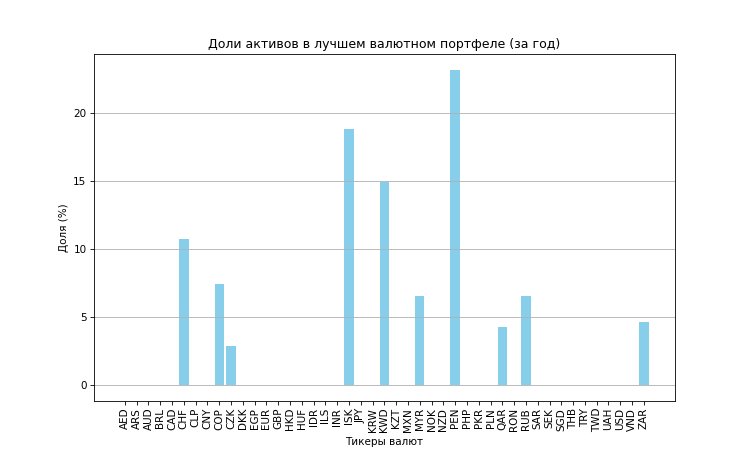 Доли активов в лучшем валютном портфеле (за год)
Доля (%)
20
15
10
5
0
AED ARS AUD BRL CAD CHF CLP CNY COP CZK DKK EGP EUR GBP HKD HUF IDR ILS INR ISK JPY KRW KWD KZT MXN MYR NOK NZD PEN PHP PKR PLN QAR RON RUB SAR SEK SGD THB TRY TWD UAH USD VND ZAR
Тикеры валют